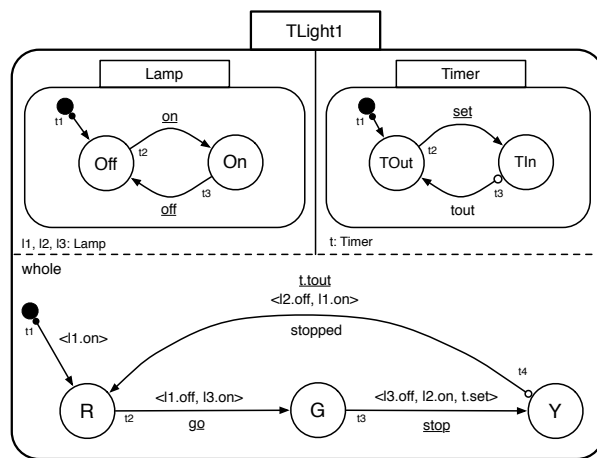 TLight1
Lamp
on
t1
Off
t2
On
t3
off
l1, l2, l3: Lamp
Timer
set
t1
TOut
t2
TIn
t3
tout
t: Timer
whole
t.tout
<l2.off, l1.on>
stopped
t1
<l1.on>
t4
R
t2
<l1.off, l3.on>
go
G
t3
<l3.off, l2.on, t.set>
stop
Y